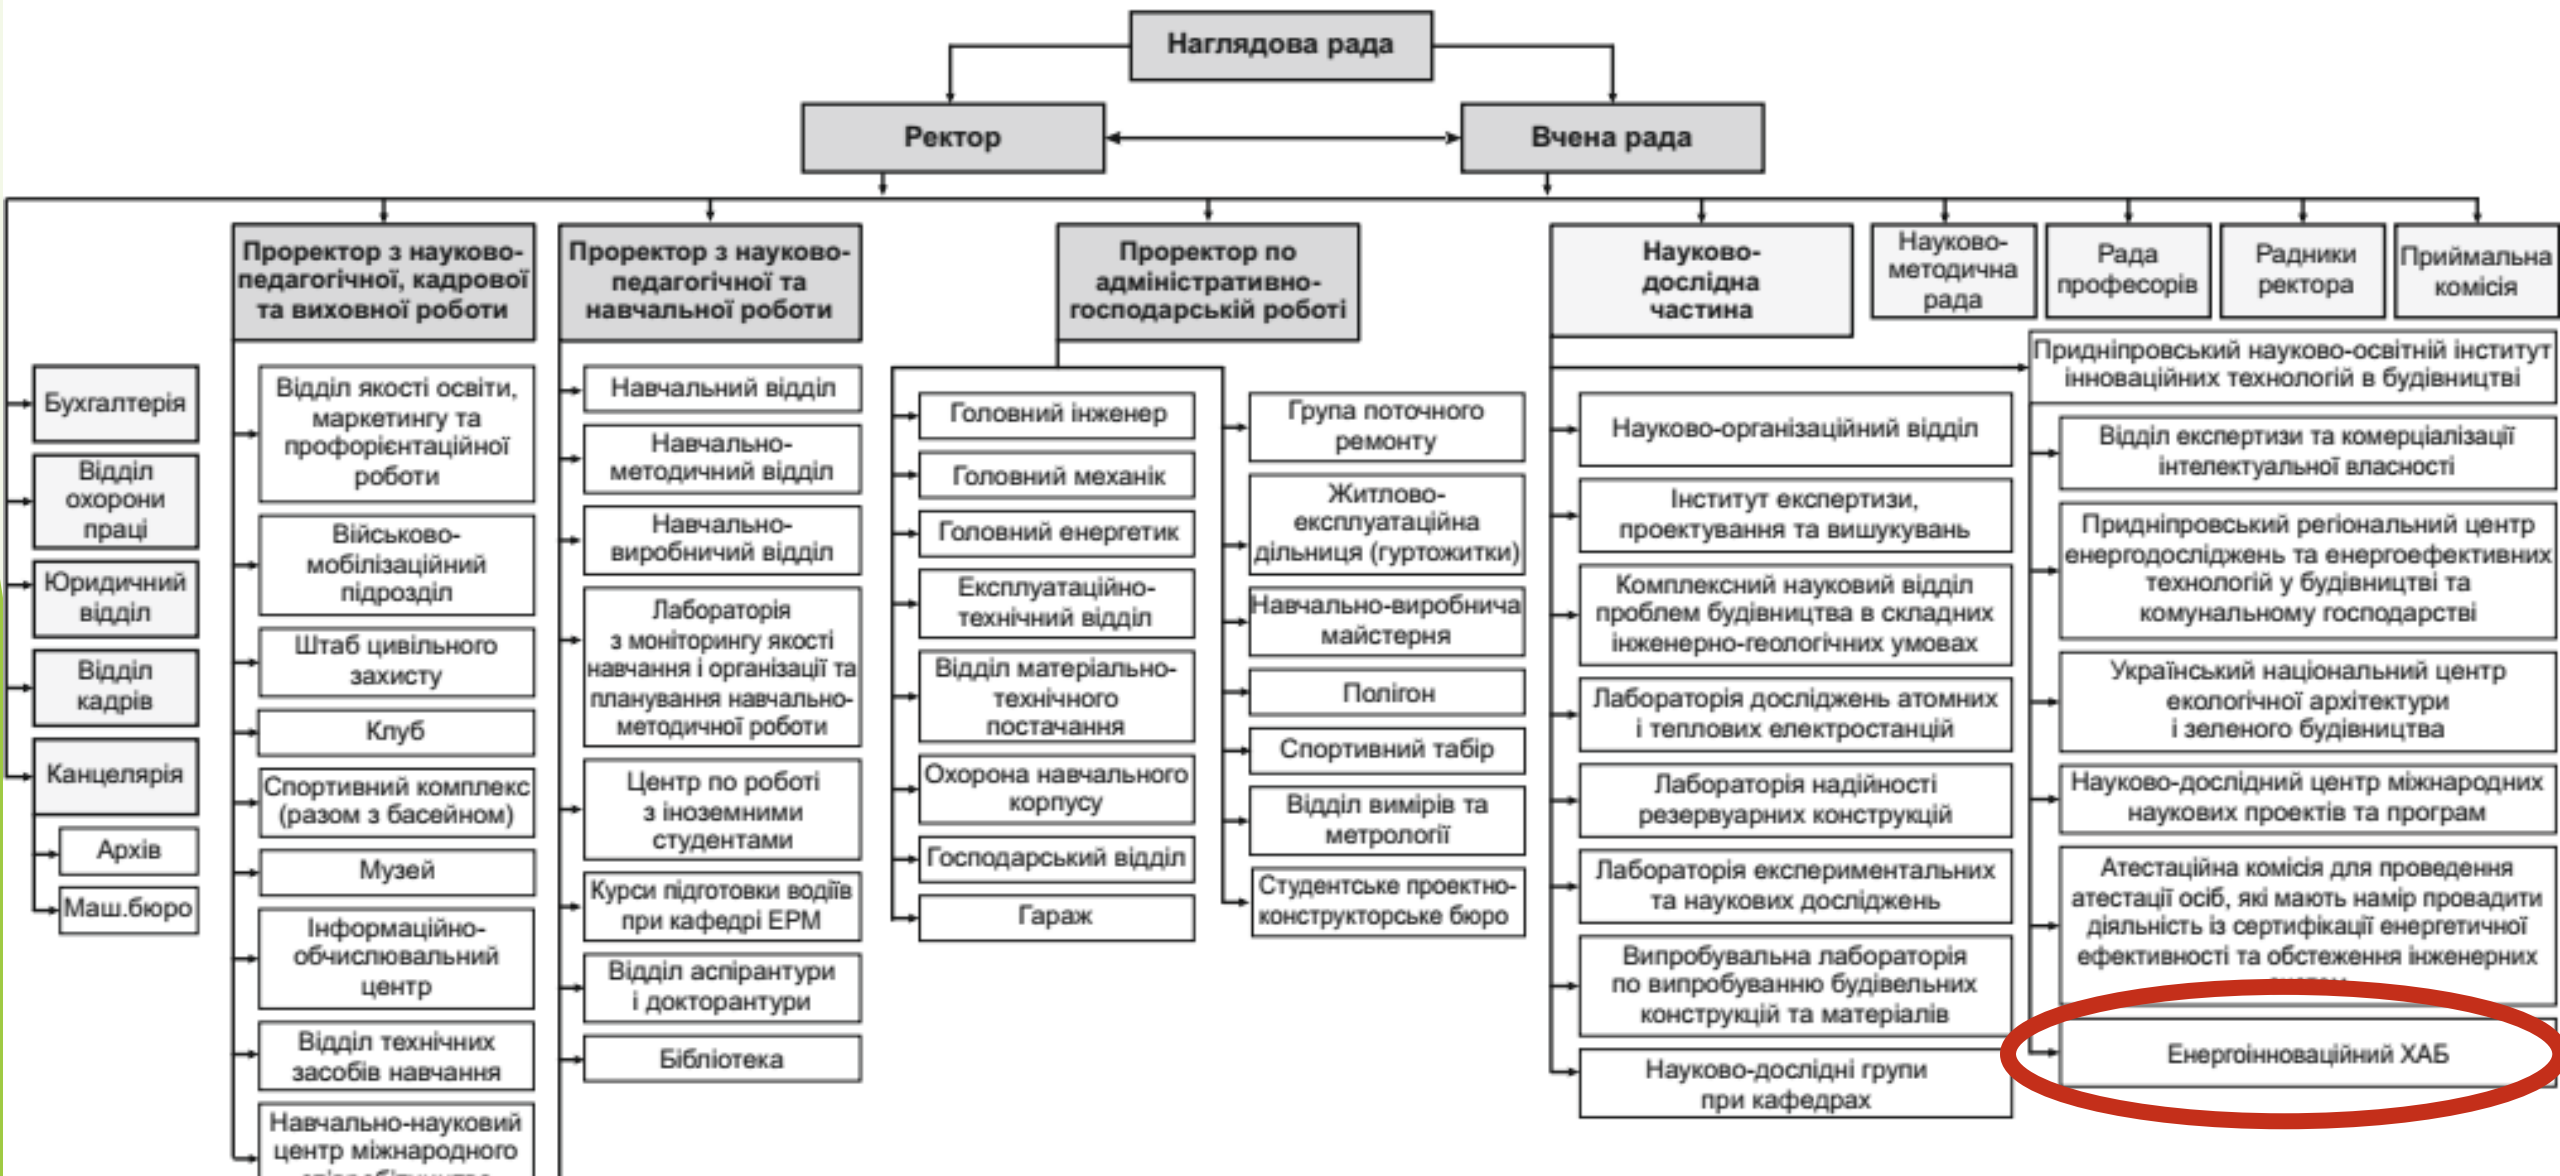 Наглядова рада
Ректор
Вчена рада
Проректор з науково-
педагогічної, кадрової
та виховної роботи
Проректор з науково-
педагогічної та
навчальної роботи
Проректор по
адміністративно-
господарській роботі
Науково-
дослідна
частина
Науково-
методична
рада
Рада
професорів
Радники
ректора
Приймальна
комісія
Бухгалтерія
Відділ
охорони
праці
Юридичний
відділ
Відділ
кадрів
Канцелярія
Архів
Маш.бюро
Відділ якості освіти,
маркетингу та
профорієнтаційної
роботи
Військово-
мобілізаційний
підрозділ
Штаб цивільного
захисту
Клуб
Спортивний комплекс
(разом з басейном)
Музей
Інформаційно-
обчислювальний
центр
Відділ технічних
засобів навчання
Навчально-науковий
центр міжнародного
Навчальний відділ
Навчально-
методичний відділ
Навчально-
виробничий відділ
Лабораторія
з моніторингу якості
навчання і організації та
планування навчально-
методичної роботи
Центр по роботі
з іноземними
студентами
Курси підготовки водіїв
при кафедрі ЕРМ
Відділ аспірантури
і докторантури
Бібліотека
Головний інженер
Головний механік
Головний енергетик
Експлуатаційно-
технічний відділ
Відділ матеріально-
технічного
постачання
Охорона навчального
корпусу
Господарський відділ
Гараж
Група поточного
ремонту
Житлово-
експлуатаційна
дільниця (гуртожитки)
Навчально-виробнича
майстерня
Полігон
Спортивний табір
Відділ вимірів та
метрології
Студентське проектно-
конструкторське бюро
Науково-організаційний відділ
Інститут експертизи,
проектування та вишукувань
Комплексний науковий відділ
проблем будівництва в складних
інженерно-геологічних умовах
Лабораторія досліджень атомних
і теплових електростанцій
Лабораторія надійності
резервуарних конструкцій
Лабораторія експериментальних
та наукових досліджень
Випробувальна лабораторія
по випробуванню будівельних
конструкцій та матеріалів
Науково-дослідні групи
при кафедрах
Придніпровський науково-освітній інститут
інноваційних технологій в будівництві
Відділ експертизи та комерціалізації
інтелектуальної власності
Придніпровський регіональний центр
енергодосліджень та енергоефективних
технологій у будівництві та
комунальному господарстві
Український національний центр
екологічної архітектури
і зеленого будівництва
Науково-дослідний центр міжнародних
наукових проектів та програм
Атестаційна комісія для проведення
атестації осіб, які мають намір провадити
діяльність із сертифікації енергетичної
ефективності та обстеження інженерних
Енергоінноваційний ХАБ